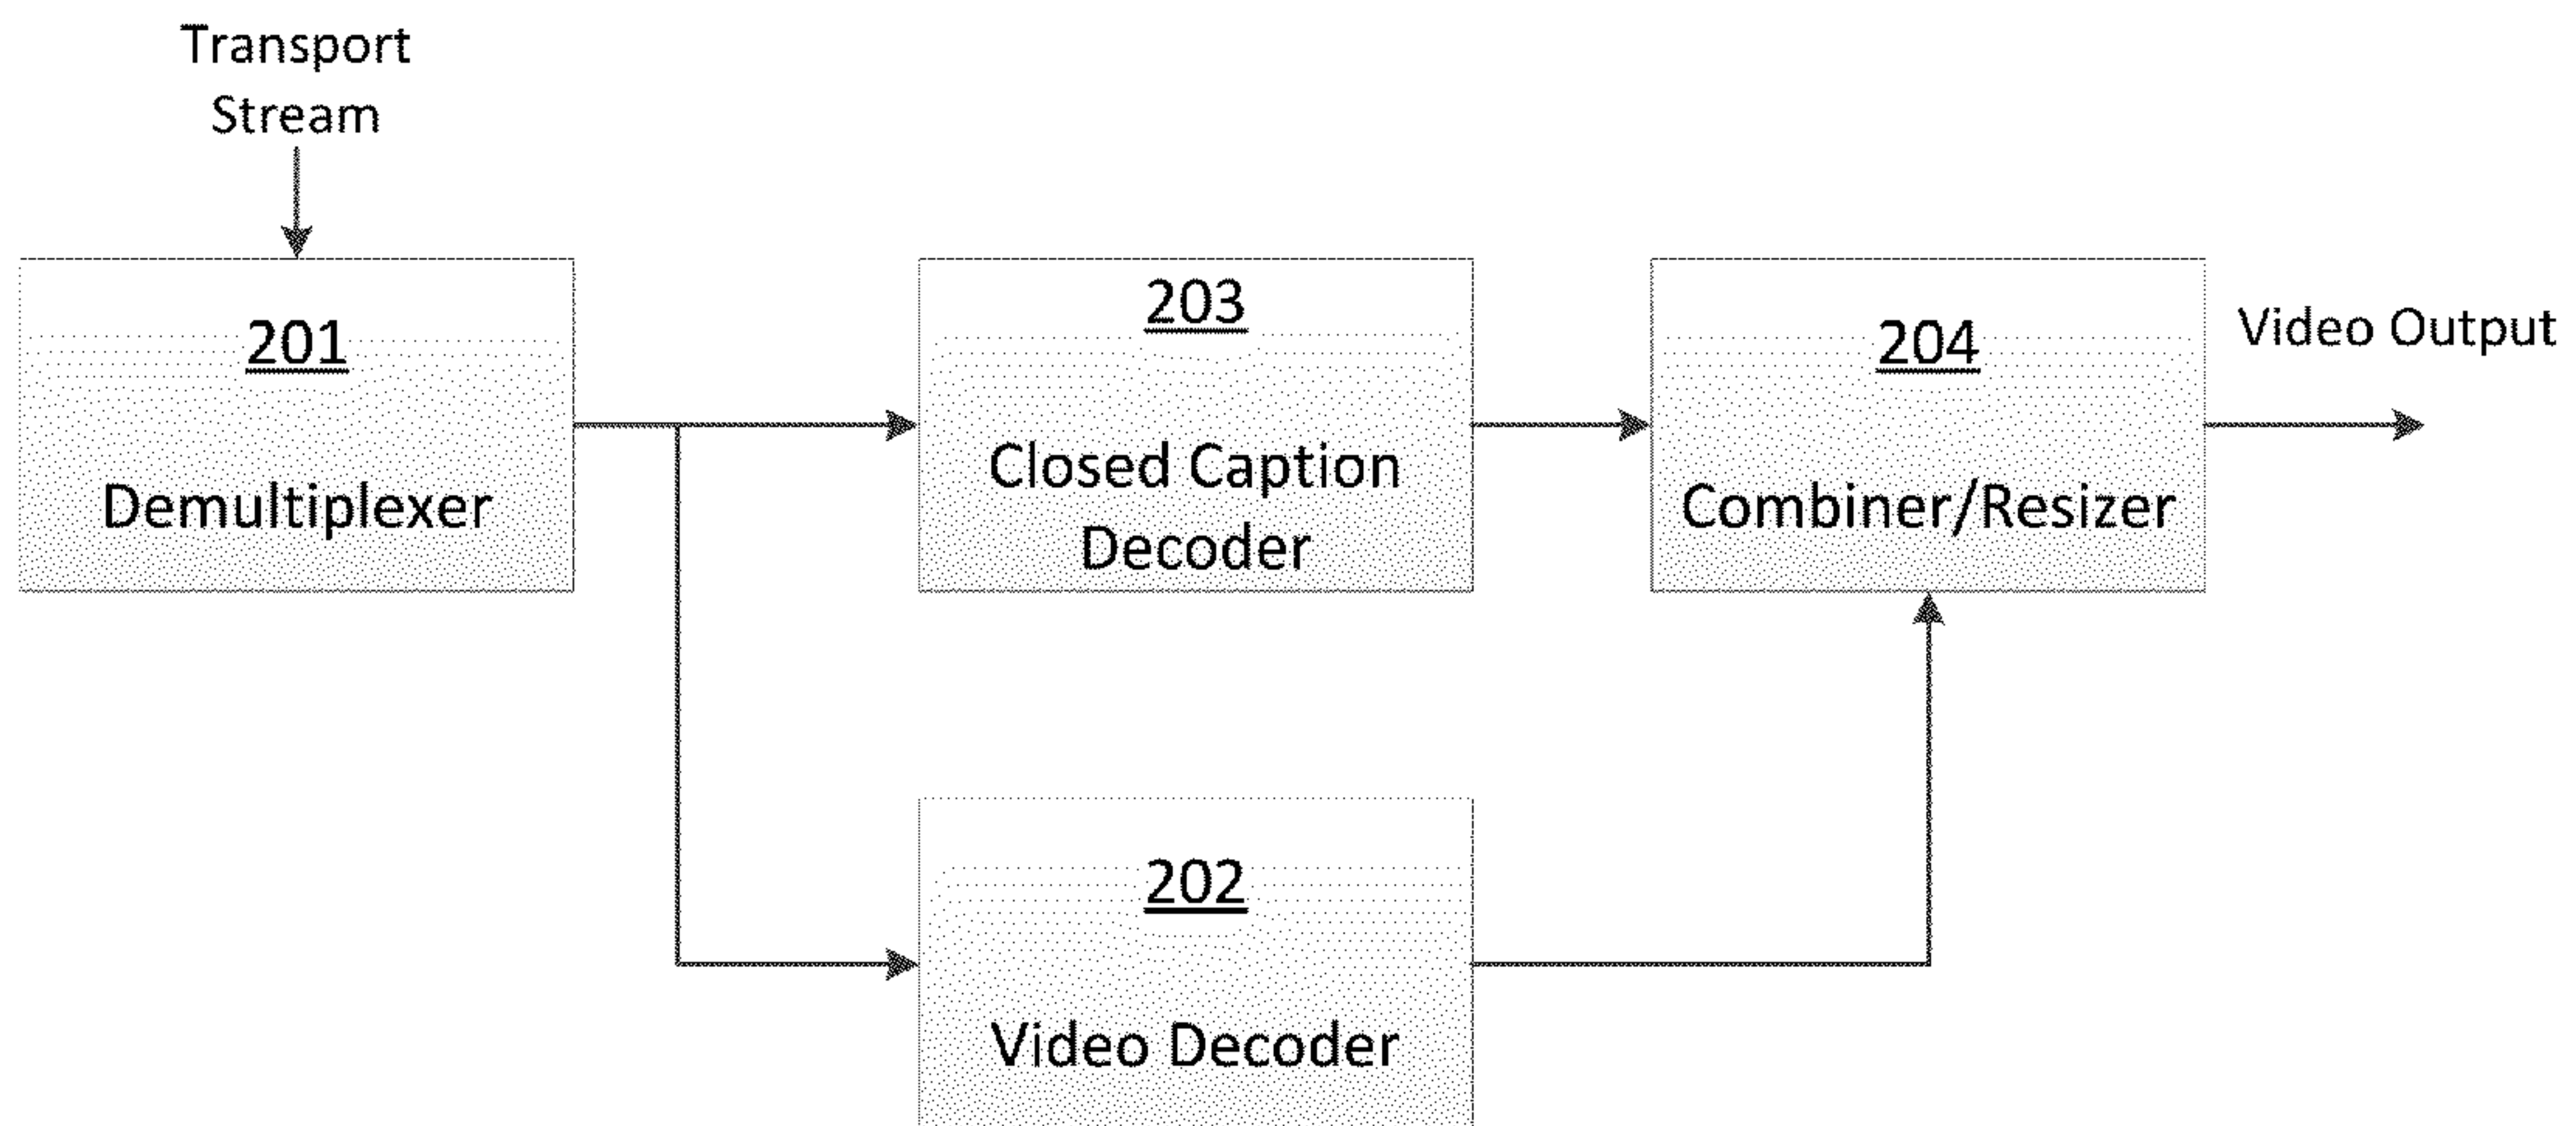 Transport
Stream
201
Demultiplexer
203
Closed Caption
Decoder
204
Combiner/Resizer
Video Output
202
Video Decoder